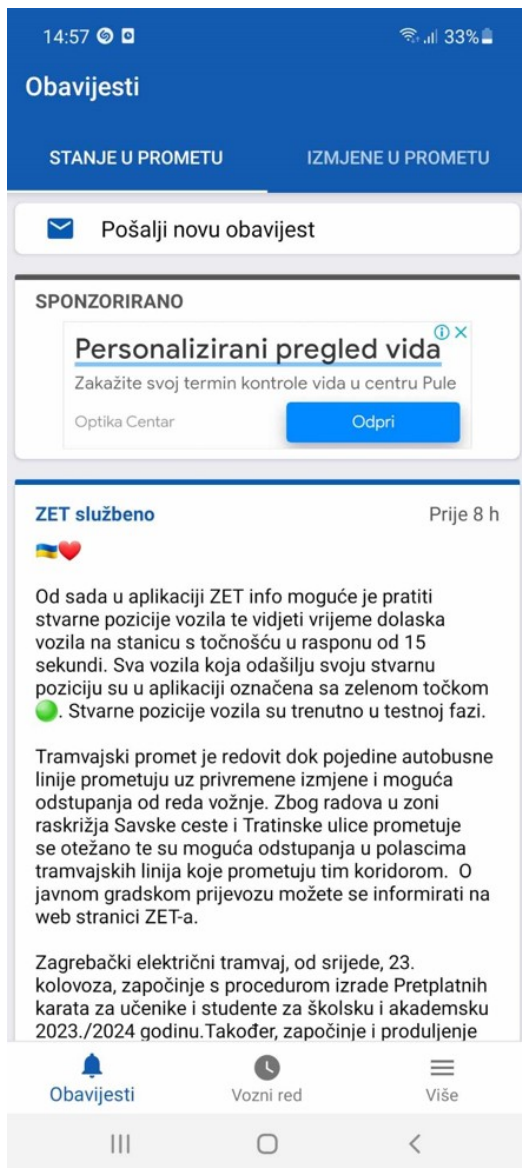 14:57 33%
Obavijesti
STANJE U PROMETU IZMJENE U PROMETU
Pošalji novu obavijest
SPONZORIRANO
Personalizirani pregled vida
Zakažite svoj termin kontrole vida u centru Pule
Optika Centar Odpri
ZET službeno Prije 8 h
🇺🇦❤️
Od sada u aplikaciji ZET info moguće je pratiti
stvarne pozicije vozila te vidjeti vrijeme dolaska
vozila na stanicu s točnošću u rasponu od 15
sekundi. Sva vozila koja odašilju svoju stvarnu
poziciju su u aplikaciji označena sa zelenom točkom
🟢. Stvarne pozicije vozila su trenutno u testnoj fazi.
Tramvajski promet je redovit dok pojedine autobusne
linije prometuju uz privremene izmjene i moguća
odstupanja od reda vožnje. Zbog radova u zoni
raskrižja Savske ceste i Tratinske ulice prometuje
se otežano te su moguća odstupanja u polascima
tramvajskih linija koje prometuju tim koridorom.  O
javnom gradskom prijevozu možete se informirati na
web stranici ZET-a.
Zagrebački električni tramvaj, od srijede, 23.
kolovoza, započinje s procedurom izrade Pretplatnih
karata za učenike i studente za školsku i akademsku
2023./2024 godinu.Također, započinje i produljenje
Obavijesti Vozni red Više